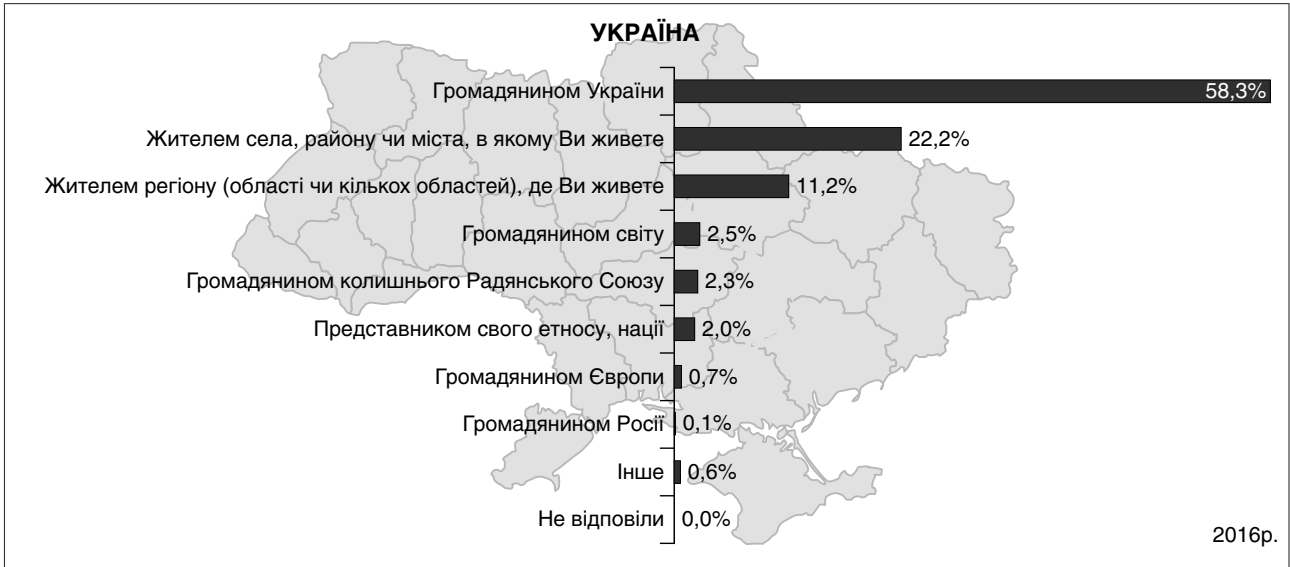 УКРАЇНА
Громадянином України 58,3%
Жителем села, району чи міста, в якому Ви живете 22,2%
Жителем регіону (області чи кількох областей), де Ви живете 11,2%
Громадянином світу 2,5%
Громадянином колишнього Радянського Союзу 2,3%
Представником свого етносу, нації 2,0%
Громадянином Європи 0,7%
Громадянином Росії 0,1%
Інше 0,6%
Не відповіли 0,0%
2016р.